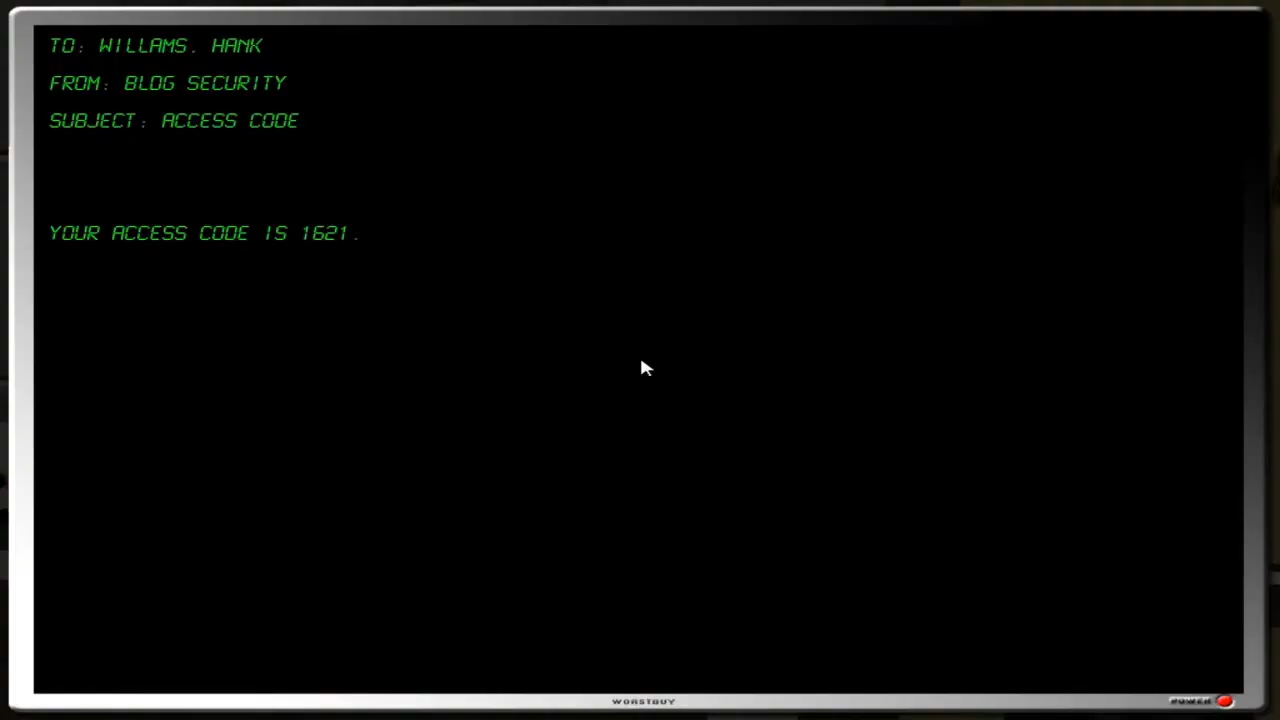 TO: WILLAMS. HANK
FROM: BLOG SECURITY
SUBJECT: ACCESS CODE
YOUR ACCESS CODE IS 1621.
WORSTBUY
POWER